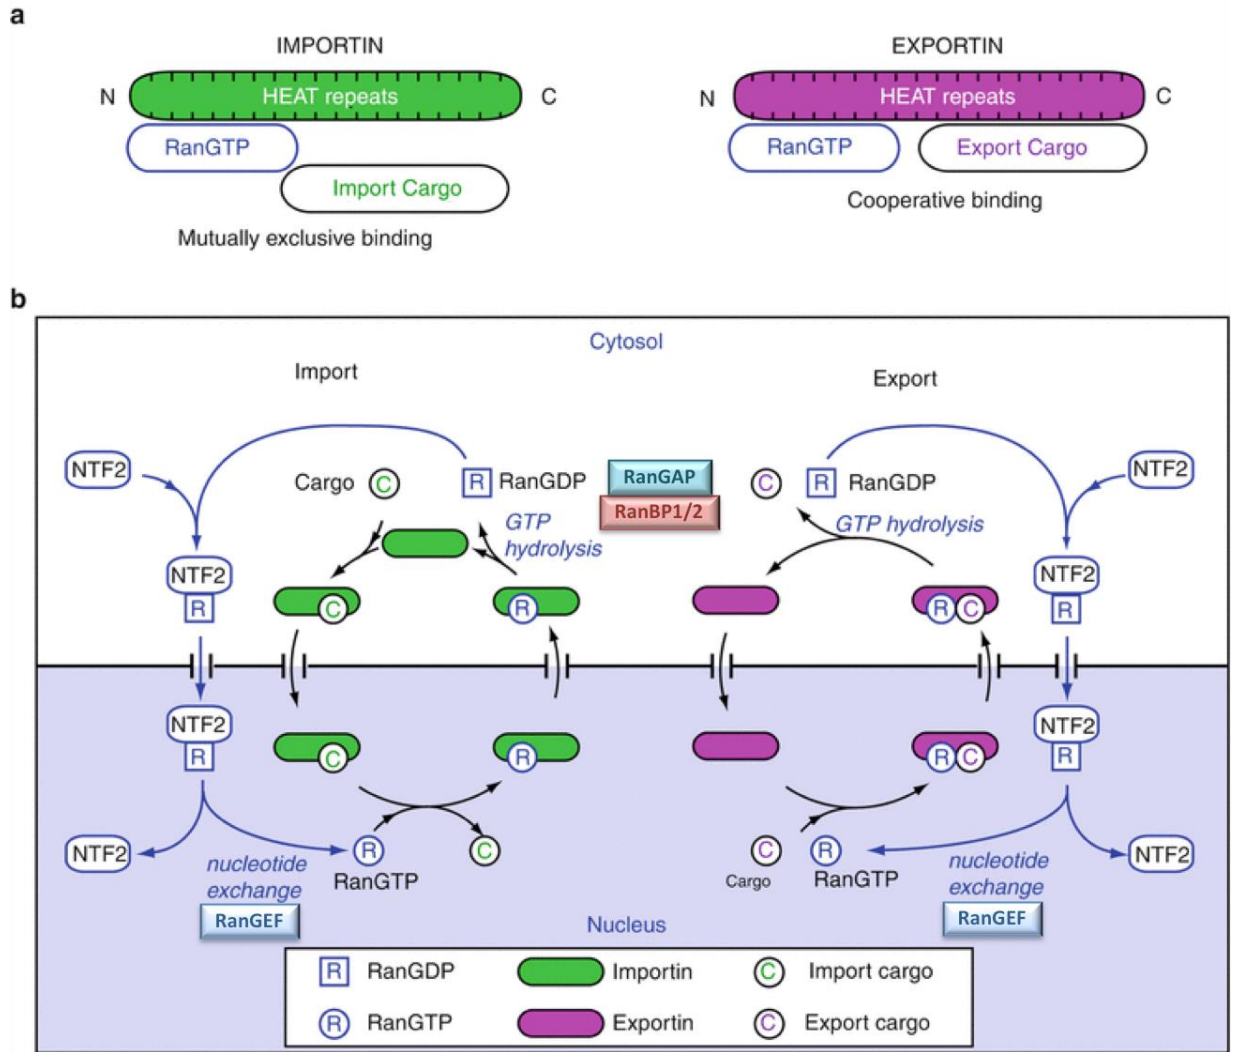 a
IMPORTIN
EXPORTIN
N
HEAT repeats
C
N
HEAT repeats
C
RanGTP
RanGTP
Export Cargo
Import Cargo
Cooperative binding
Mutually exclusive binding
b
Cytosol
Import
Export
NTF2
Cargo
C
R
RanGDP
RanGAP
RanBP1/2
C
R
RanGDP
NTF2
GTP
hydrolysis
GTP hydrolysis
NTF2
R
C
R
R
C
NTF2
R
NTF2
R
C
R
R
C
NTF2
R
NTF2
R
RanGTP
C
C
Cargo
R
RanGTP
NTF2
nucleotide
exchange
RanGEF
nucleotide
exchange
RanGEF
Nucleus
R
RanGDP
Importin
C
Import cargo
R
RanGTP
Exportin
C
Export cargo